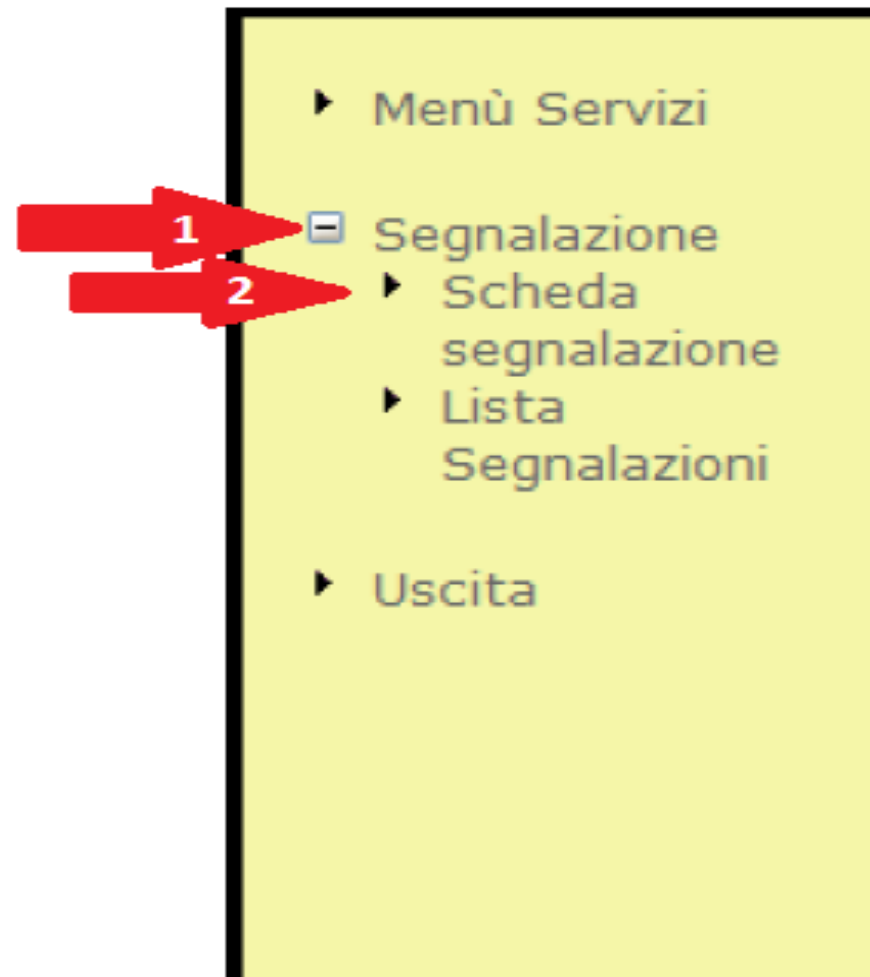 Menù Servizi
1
Segnalazione
2
Scheda
segnalazione
Lista
Segnalazioni
Uscita